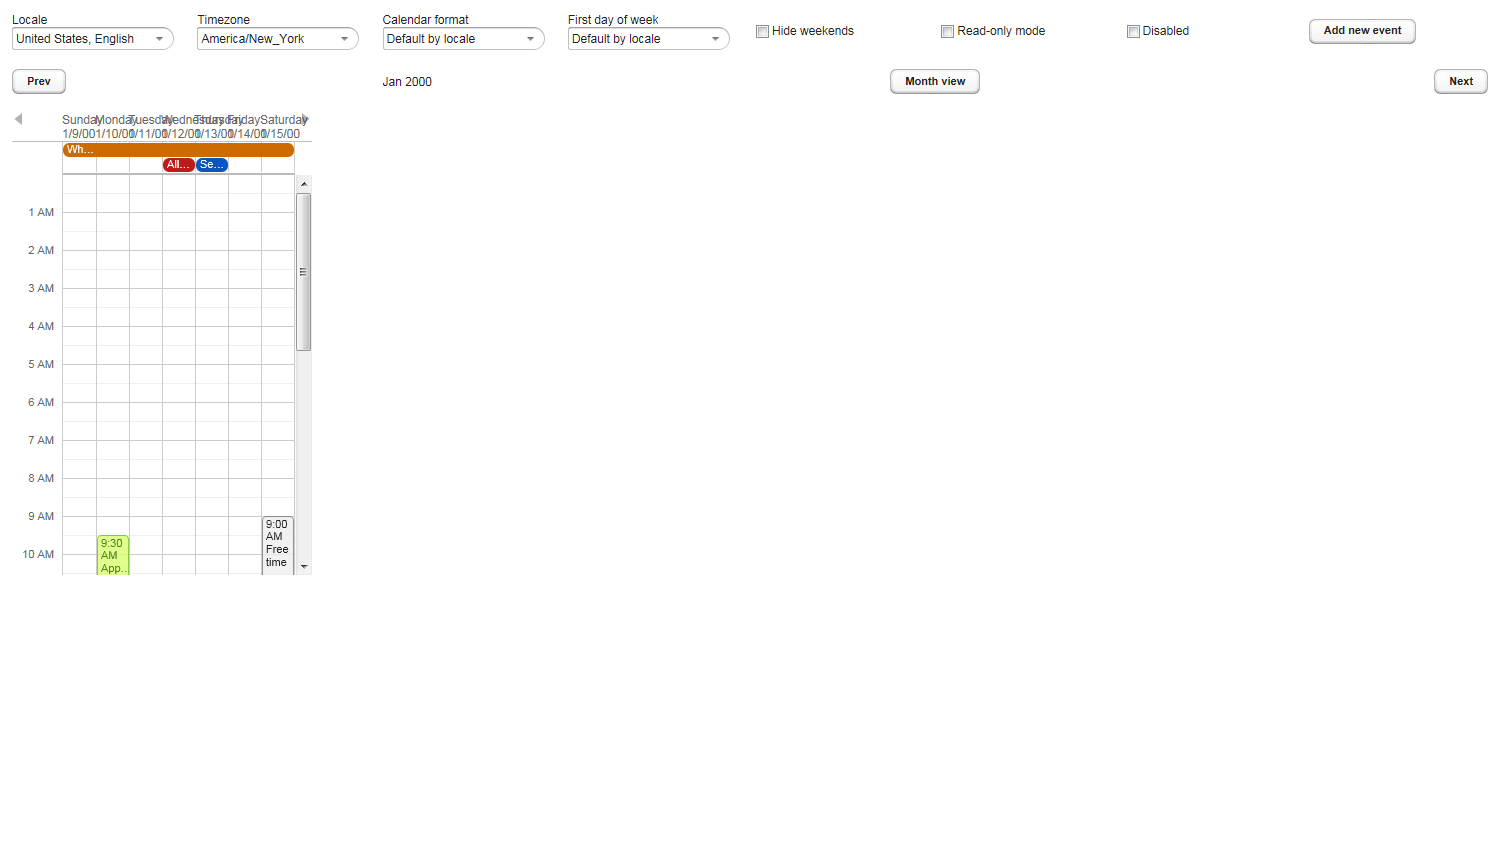 Locale
Timezone
Calendar format
First day of week
United States, English
America/New_York
Default by locale
Default by locale
Hide weekends
Read-only mode
Disabled
Add new event
Prev
Jan 2000
Month view
Next
Sunday Monday Tuesday Wednesday Thursday Friday Saturday
1/9/00 1/10/00 1/11/00 1/12/00 1/13/00 1/14/00 1/15/00
Wh...
All... Se...
1 AM
2 AM
3 AM
4 AM
5 AM
6 AM
7 AM
8 AM
9 AM
10 AM
9:30
AM
App...
9:00
AM
Free
time